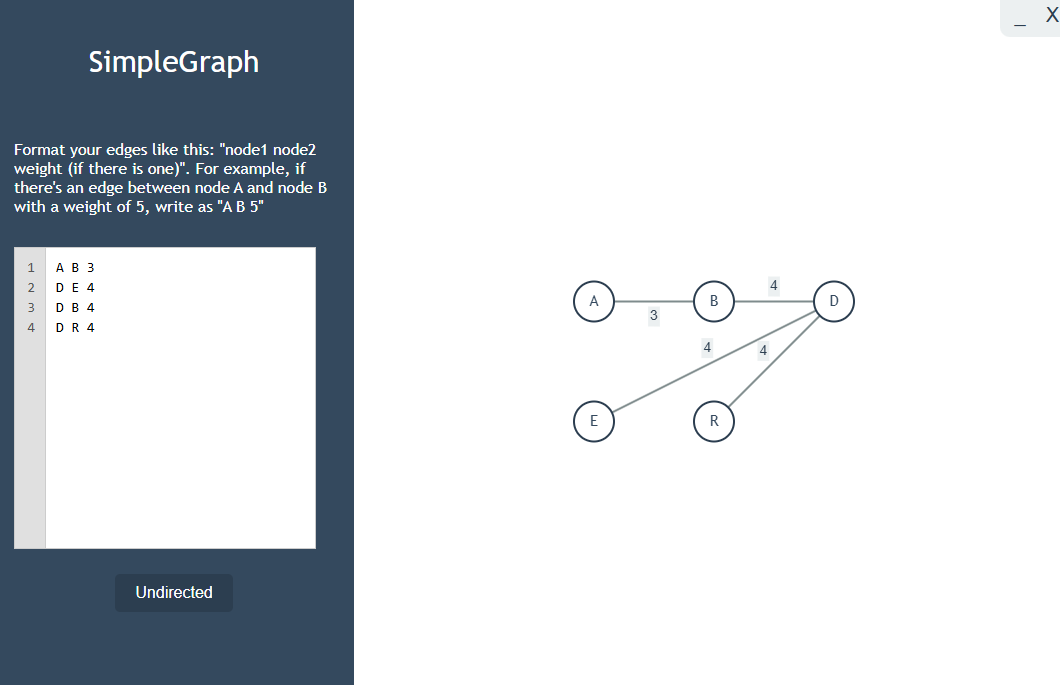 SimpleGraph
Format your edges like this: "node1 node2
weight (if there is one)". For example, if
there's an edge between node A and node B
with a weight of 5, write as "A B 5"
1 A B 3
2 D E 4
3 D B 4
4 D R 4
Undirected
_ X
4
A B D
3
4 4
E R